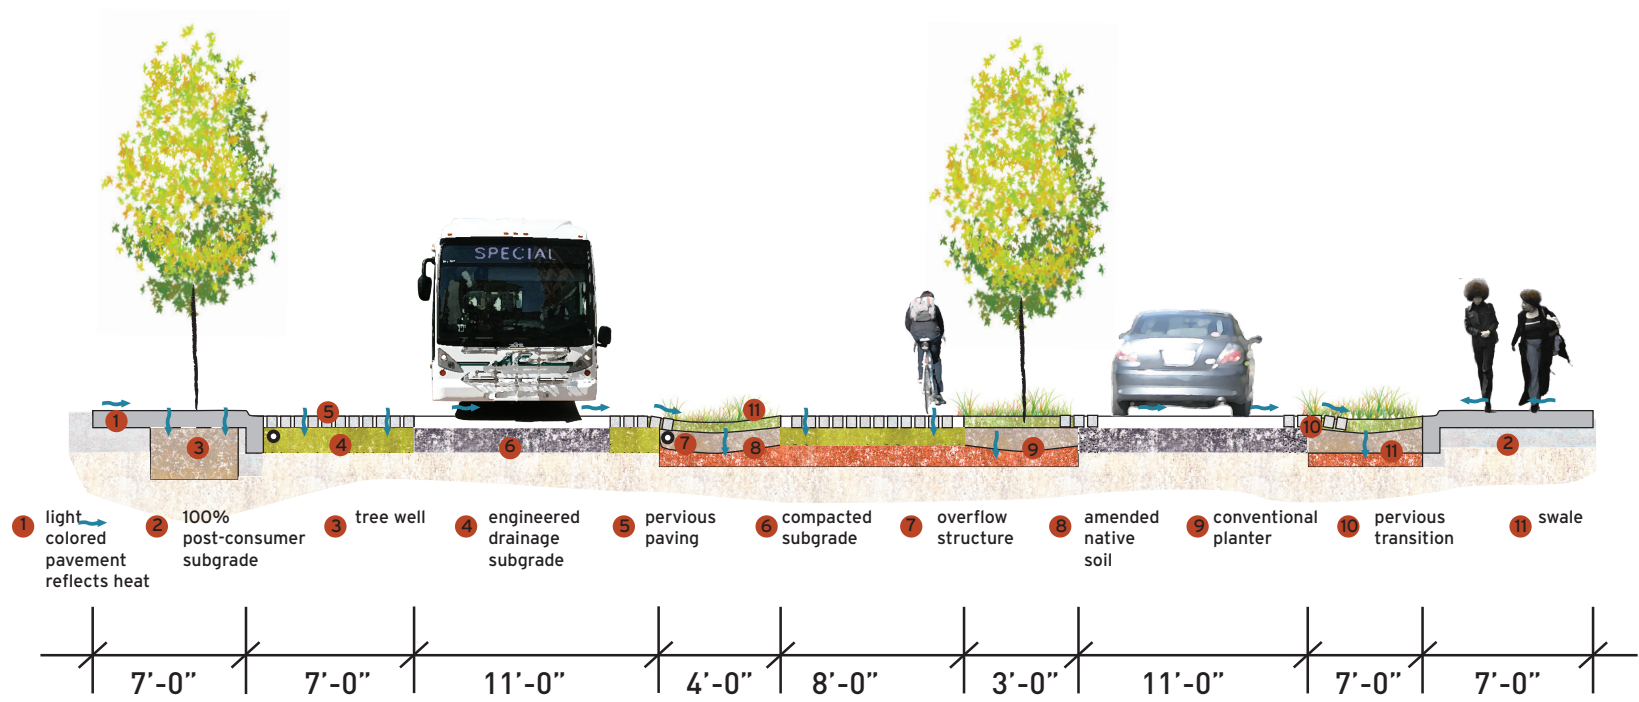 SPECIAL
1
3
5
4
6
7
11
8
9
10
11
2
1 light colored pavement reflects heat
2 100% post-consumer subgrade
3 tree well
4 engineered drainage subgrade
5 pervious paving
6 compacted subgrade
7 overflow structure
8 amended native soil
9 conventional planter
10 pervious transition
11 swale
7'-0" 7'-0" 11'-0" 4'-0" 8'-0" 3'-0" 11'-0" 7'-0" 7'-0"